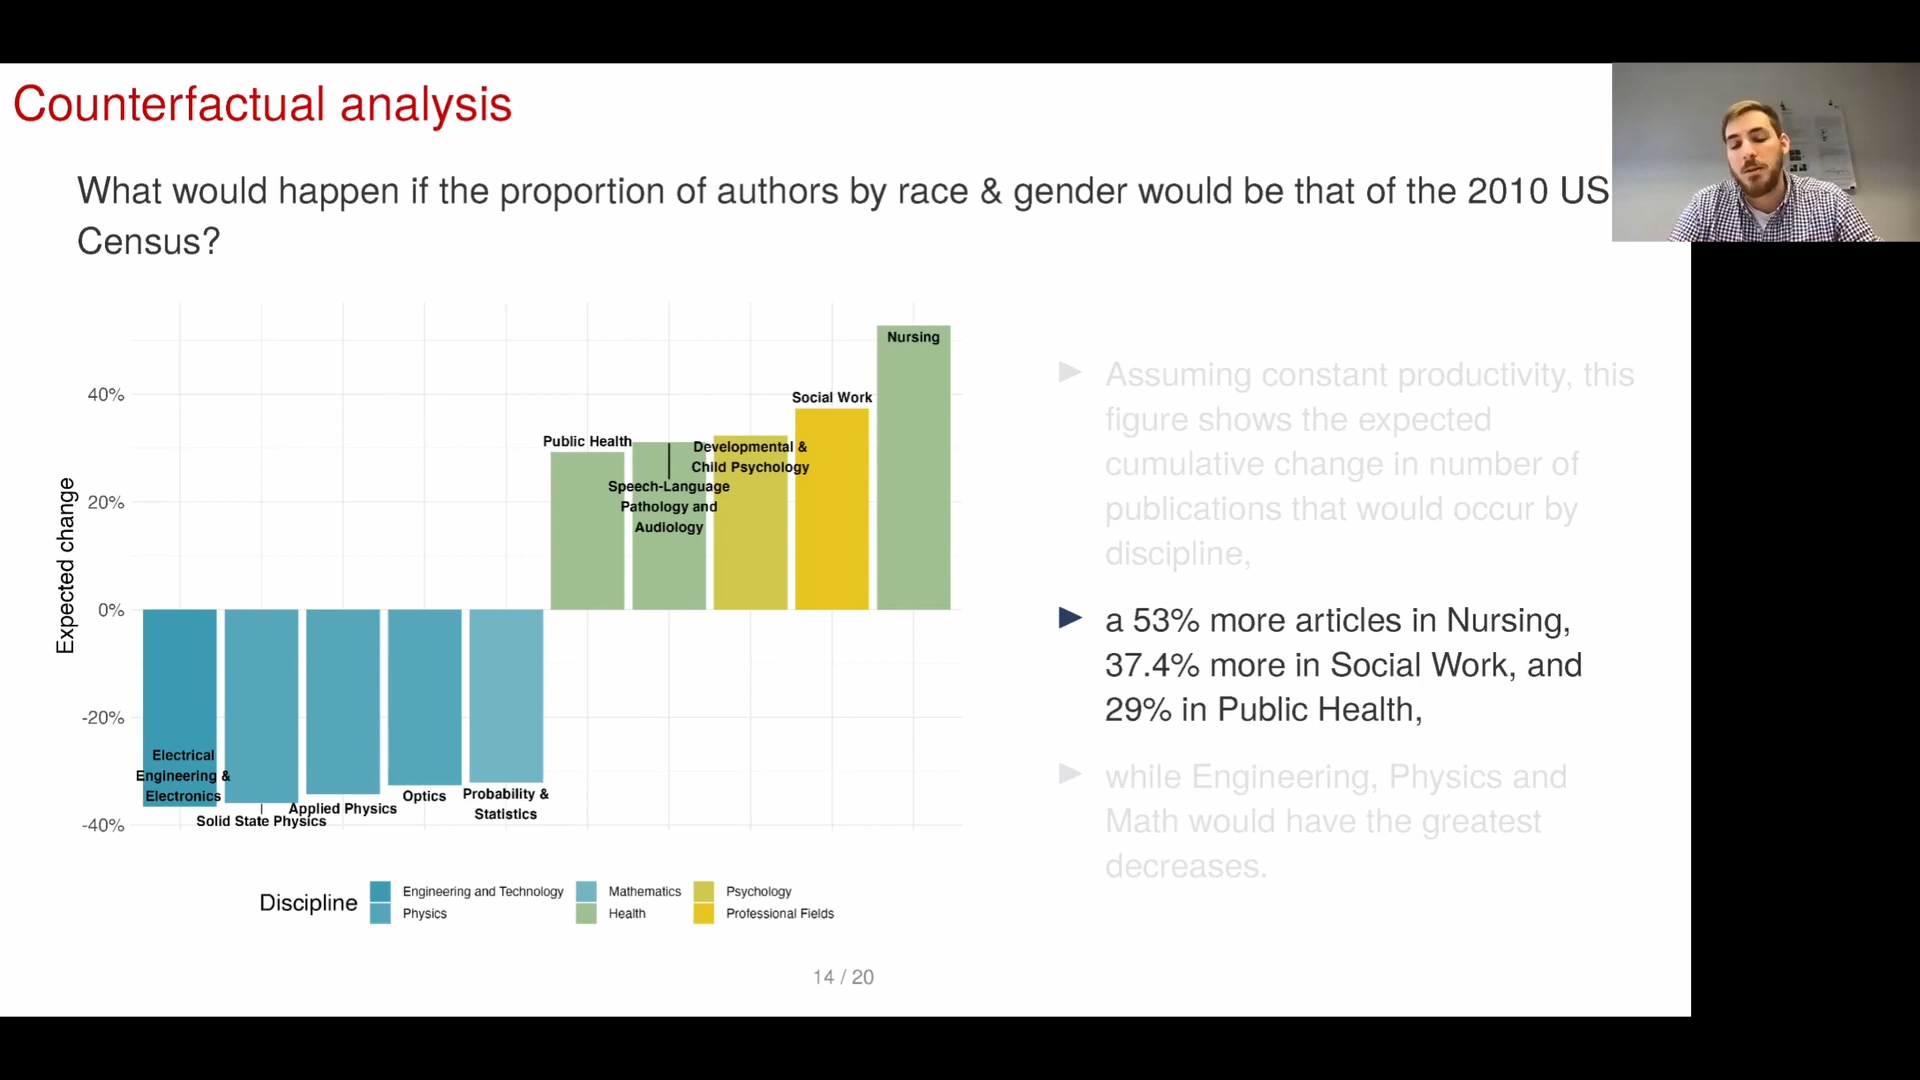 Counterfactual analysis
What would happen if the proportion of authors by race & gender would be that of the 2010 US
Census?
Expected change
40%
20%
0%
-20%
-40%
Electrical
Engineering &
Electronics
Solid State Physics
Applied Physics
Optics
Probability &
Statistics
Public Health
Speech-Language
Pathology and
Audiology
Developmental &
Child Psychology
Social Work
Nursing
Discipline
Engineering and Technology
Physics
Mathematics
Health
Psychology
Professional Fields
► Assuming constant productivity, this
figure shows the expected
cumulative change in number of
publications that would occur by
discipline,
► a 53% more articles in Nursing,
37.4% more in Social Work, and
29% in Public Health,
► while Engineering, Physics and
Math would have the greatest
decreases.
14 / 20